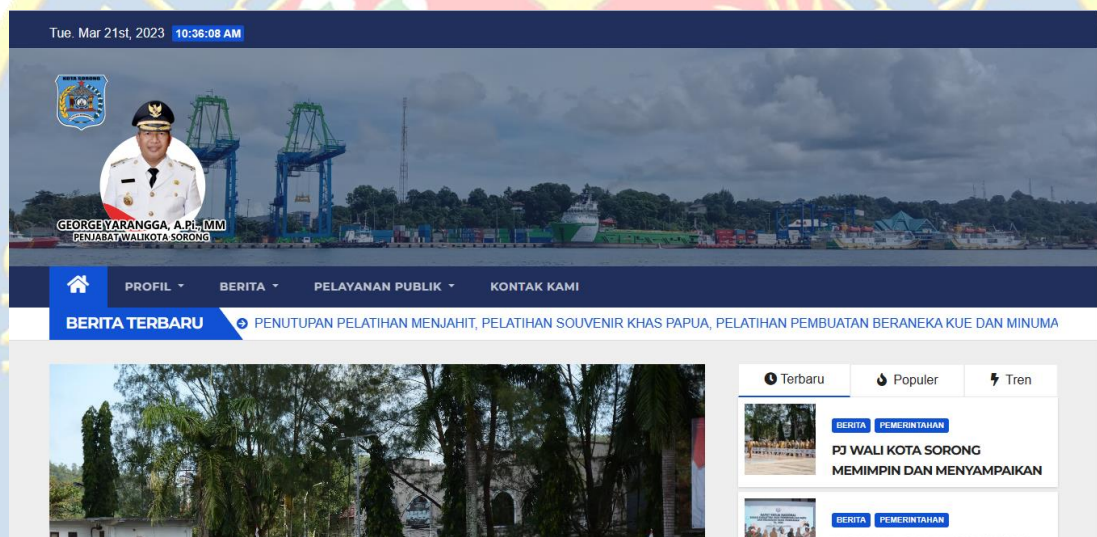 Tue. Mar 21st, 2023 10:36:08 AM
KOTA SORONG
GEORGE YARANGGA, A.Pi., MM
PENJABAT WALIKOTA SORONG
PROFIL BERITA PELAYANAN PUBLIK KONTAK KAMI
BERITA TERBARU PENUTUPAN PELATIHAN MENJAHIT, PELATIHAN SOUVENIR KHAS PAPUA, PELATIHAN PEMBUATAN BERANEKA KUE DAN MINUMA
Terbaru Populer Tren
BERITA PEMERINTAHAN
PJ WALI KOTA SORONG
MEMIMPIN DAN MENYAMPAIKAN
BERITA PEMERINTAHAN